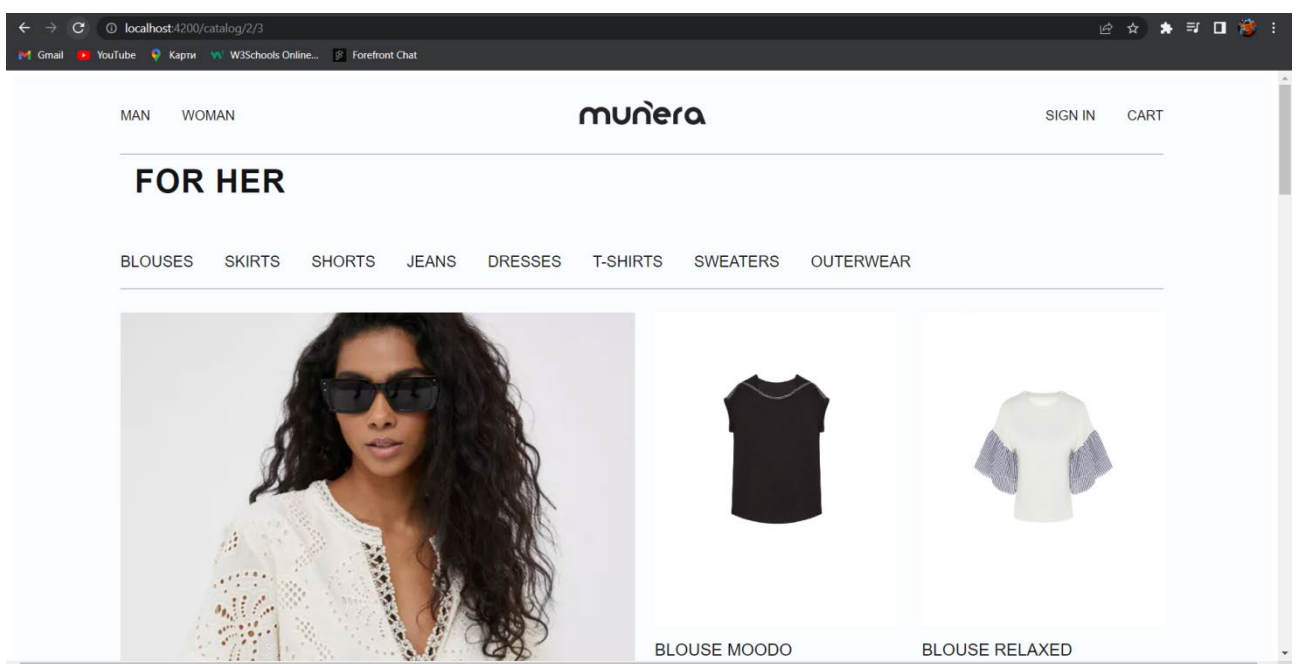 localhost:4200/catalog/2/3
Gmail YouTube Карти W3Schools Online... Forefront Chat
MAN WOMAN munera SIGN IN CART
FOR HER
BLOUSES SKIRTS SHORTS JEANS DRESSES T-SHIRTS SWEATERS OUTERWEAR
BLOUSE MOODO BLOUSE RELAXED